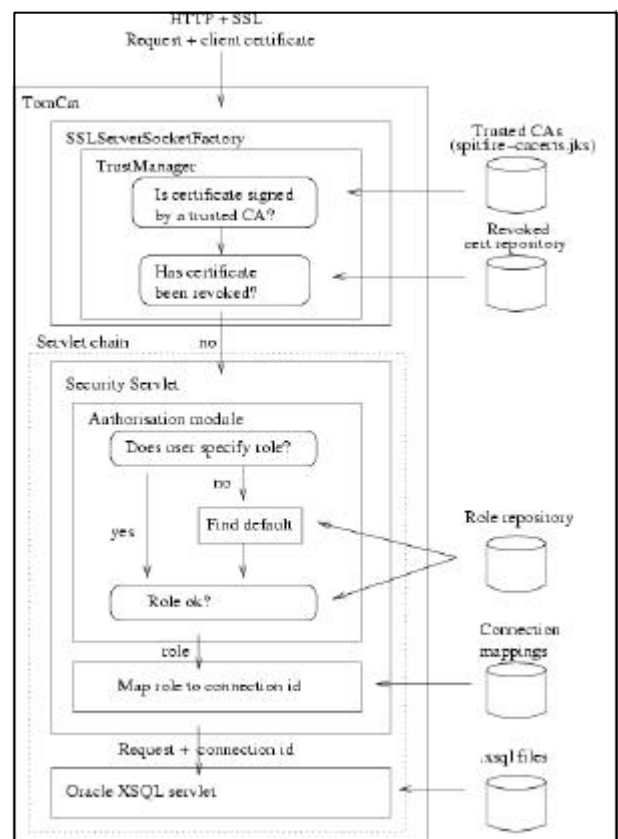 HTTP + SSL
Request + client certificate
TomCat
SSLServerSocketFactory
TrustManager
Is certificate signed
by a trusted CA?
Trusted CAs
(spitfire-cacerts.jks)
Has certificate
been revoked?
Revoked
cert repository
Servlet chain
no
Security Servlet
Authorisation module
Does user specify role?
no
yes
Find default
Role repository
Role ok?
role
Map role to connection id
Connection
mappings
Request + connection id
Oracle XSQL servlet
.xsql files